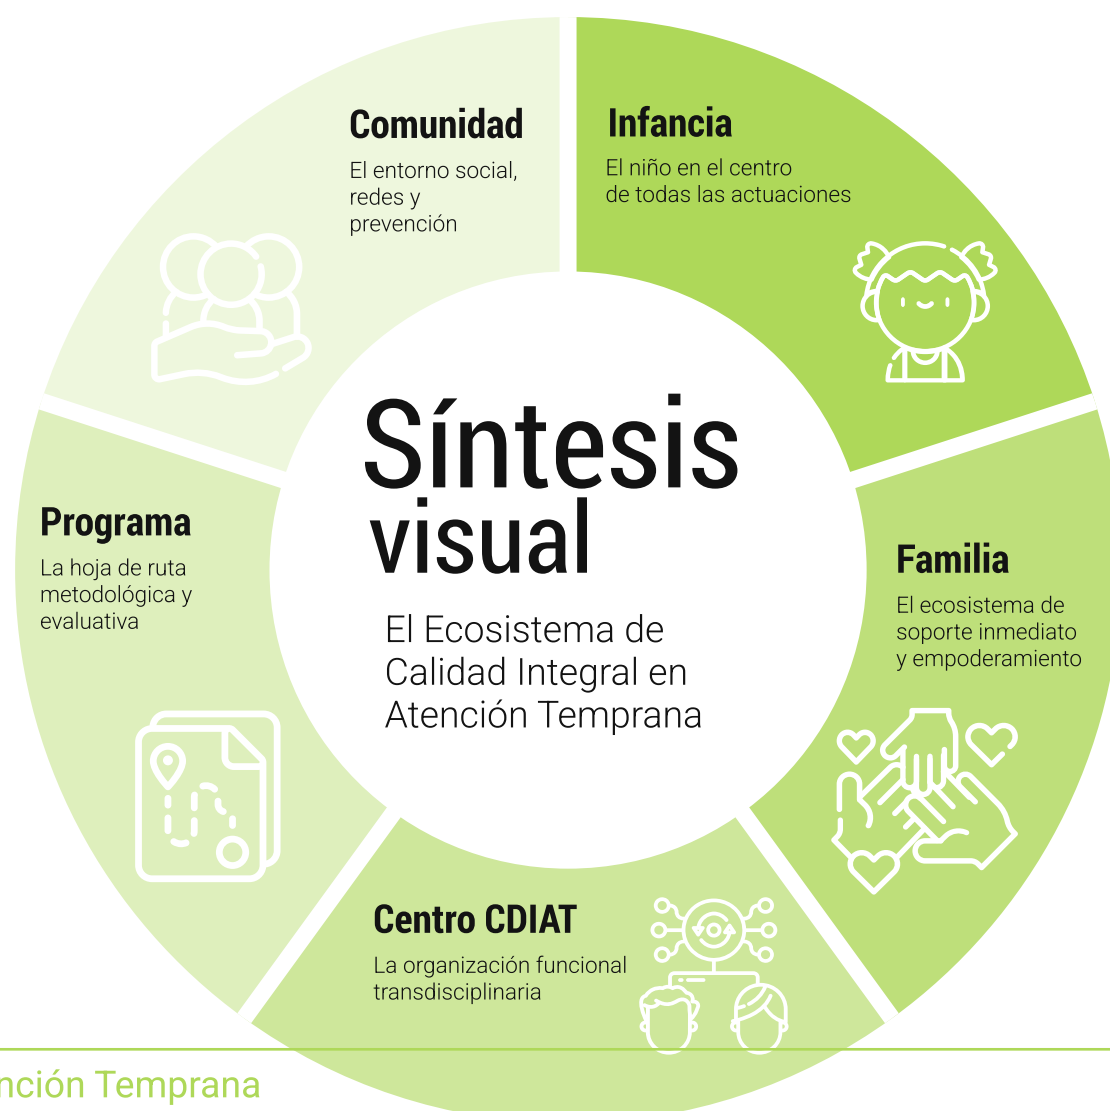 Comunidad
El entorno social,
redes y
prevención
Infancia
El niño en el centro
de todas las actuaciones
Síntesis
visual
El Ecosistema de
Calidad Integral en
Atención Temprana
Programa
La hoja de ruta
metodológica y
evaluativa
Familia
El ecosistema de
soporte inmediato
y empoderamiento
Centro CDIAT
La organización funcional
transdisciplinaria
nción Temprana